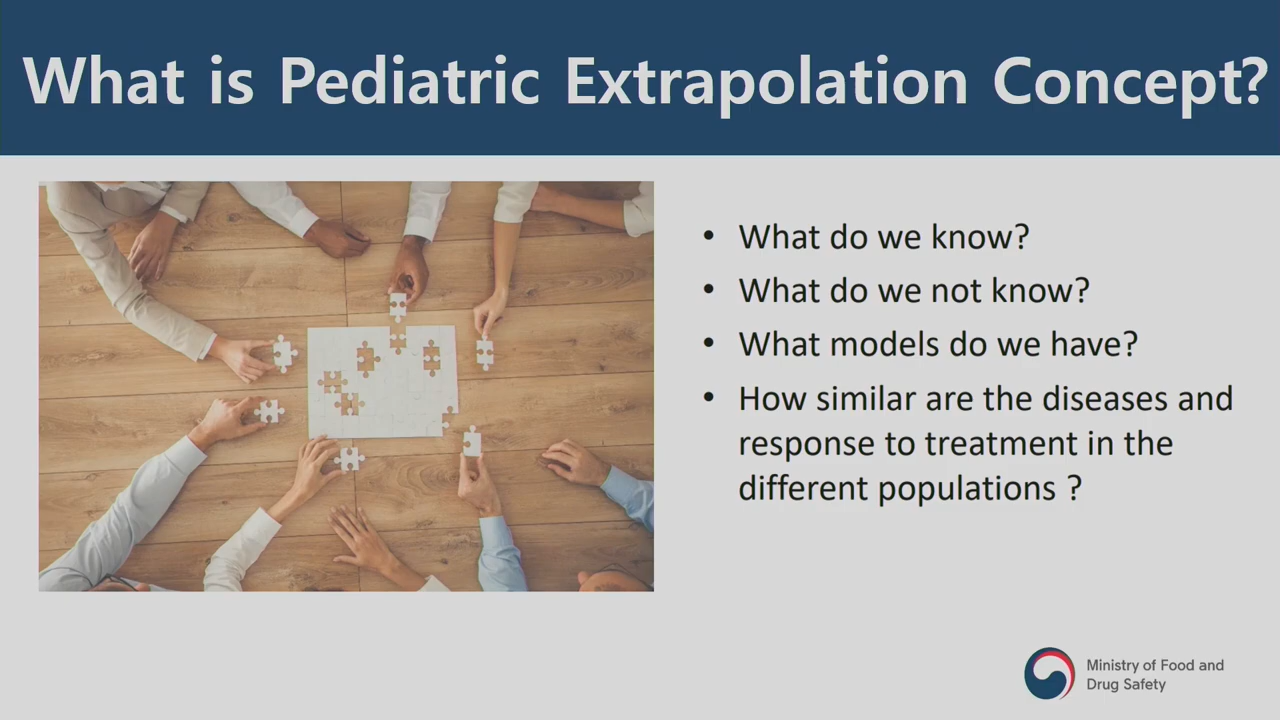 What is Pediatric Extrapolation Concept?
• What do we know?
• What do we not know?
• What models do we have?
• How similar are the diseases and
response to treatment in the
different populations ?
Ministry of Food and
Drug Safety